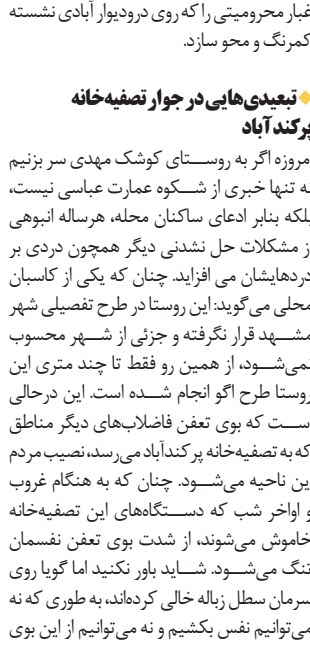 غبار محرومیتی را که روی درودیوار آبادی نشسته
کمرنگ و محو سازد.
تبعیدی‌هایی در جوار تصفیه‌خانه
پرکندآباد
امروزه اگر به روستای کوشک مهدی سر بزنیم
نه تنها خبری از شکوه عمارت عباسی نیست،
بلکه بنابر ادعای ساکنان محله، هرساله انبوهی
از مشکلات حل نشدنی دیگر همچون دردی بر
دردهایشان می افزاید. چنان که یکی از کاسبان
محلی می‌گوید: این روستا در طرح تفصیلی شهر
مشهد قرار نگرفته و جزئی از شهر محسوب
نمی‌شود، از همین رو فقط تا چند متری این
روستا طرح اگو انجام شده است. این درحالی
است که بوی تعفن فاضلاب‌های دیگر مناطق
که به تصفیه‌خانه پرکندآباد می‌رسد، نصیب مردم
این ناحیه می‌شود. چنان که به هنگام غروب
و اواخر شب که دستگاه‌های این تصفیه‌خانه
خاموش می‌شوند، از شدت بوی تعفن نفسمان
تنگ می‌شود. شاید باور نکنید اما گویا روی
سرمان سطل زباله خالی کرده‌اند، به طوری که نه
می‌توانیم نفس بکشیم و نه می‌توانیم از این بوی